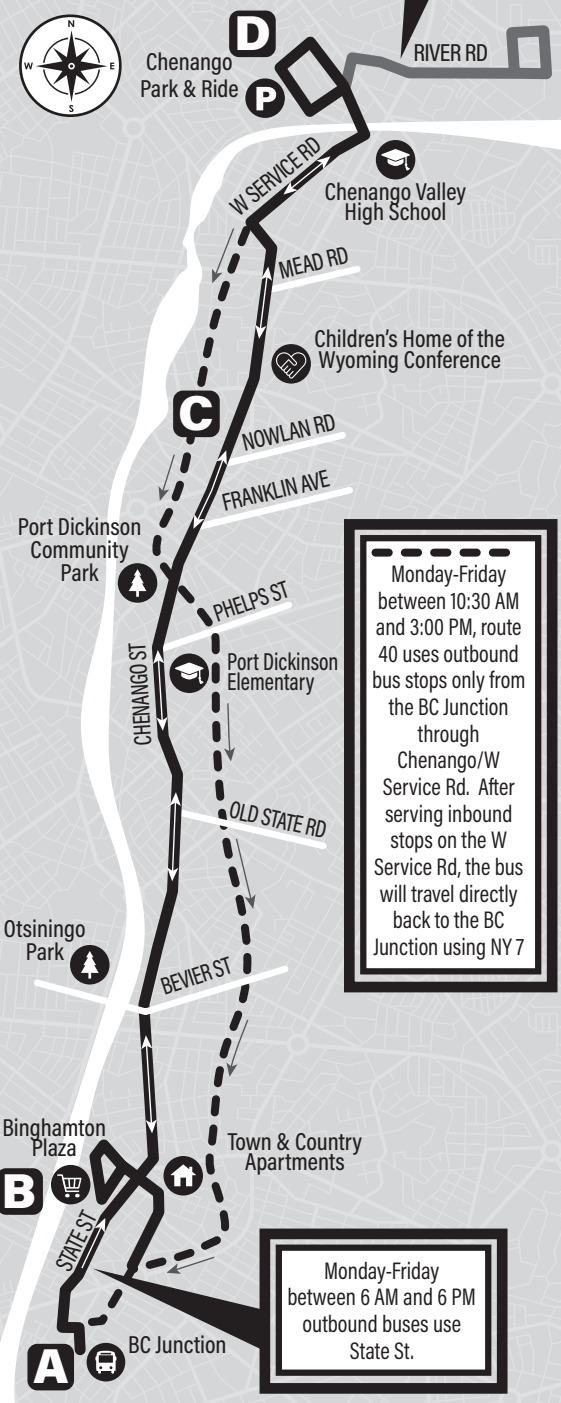 N
W
E
S
D
Chenango
Park & Ride
P
RIVER RD
W SERVICE RD
Chenango Valley
High School
MEAD RD
Children's Home of the
Wyoming Conference
C
NOWLAN RD
FRANKLIN AVE
Port Dickinson
Community
Park
PHELPS ST
CHENANGO ST
Port Dickinson
Elementary
Monday-Friday
between 10:30 AM
and 3:00 PM, route
40 uses outbound
bus stops only from
the BC Junction
through
Chenango/W
Service Rd. After
serving inbound
stops on the W
Service Rd, the bus
will travel directly
back to the BC
Junction using NY 7
OLD STATE RD
Otsiningo
Park
BEVIER ST
Binghamton
Plaza
B
Town & Country
Apartments
STATE ST
Monday-Friday
between 6 AM and 6 PM
outbound buses use
State St.
A
BC Junction